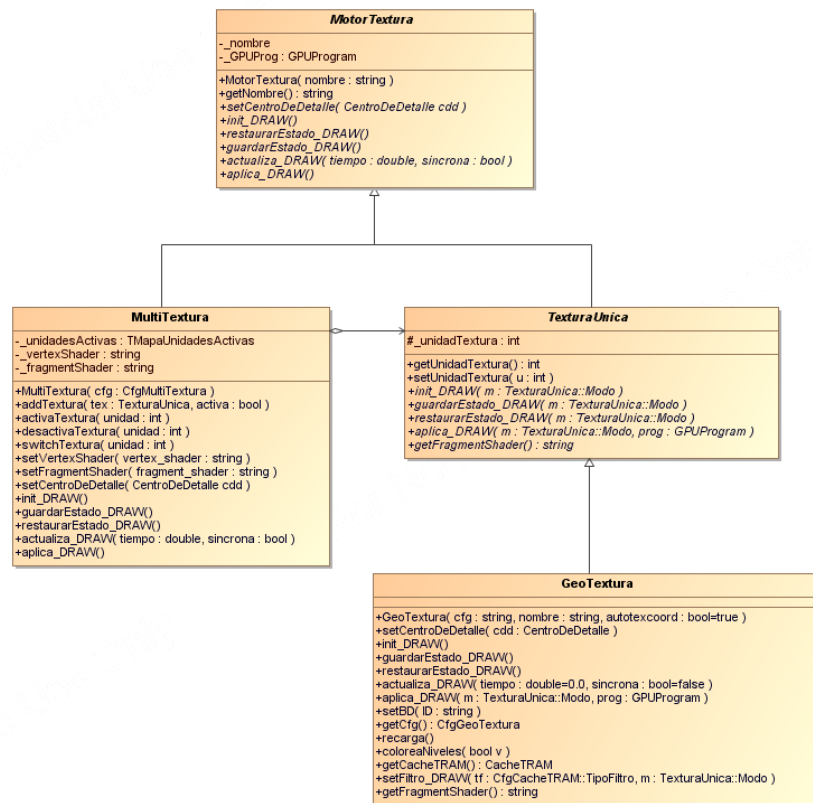 MotorTextura
-_nombre
-_GPUProg : GPUProgram
+MotorTextura( nombre : string )
+getNombre() : string
+setCentroDeDetalle( CentroDeDetalle cdd )
+init_DRAW()
+restaurarEstado_DRAW()
+guardarEstado_DRAW()
+actualiza_DRAW( tiempo : double, sincrona : bool )
+aplica_DRAW()
MultiTextura
-_unidadesActivas : TMapaUnidadesActivas
-_vertexShader : string
-_fragmentShader : string
+MultiTextura( cfg : CfgMultiTextura )
+addTextura( tex : TexturaUnica, activa : bool )
+activaTextura( unidad : int )
+desactivaTextura( unidad : int )
+switchTextura( unidad : int )
+setVertexShader( vertex_shader : string )
+setFragmentShader( fragment_shader : string )
+setCentroDeDetalle( CentroDeDetalle cdd )
+init_DRAW()
+guardarEstado_DRAW()
+restaurarEstado_DRAW()
+actualiza_DRAW( tiempo : double, sincrona : bool )
+aplica_DRAW()
TexturaUnica
#_unidadTextura : int
+getUnidadTextura() : int
+setUnidadTextura( u : int )
+init_DRAW( m : TexturaUnica::Modo )
+guardarEstado_DRAW( m : TexturaUnica::Modo )
+restaurarEstado_DRAW( m : TexturaUnica::Modo )
+aplica_DRAW( m : TexturaUnica::Modo, prog : GPUProgram )
+getFragmentShader() : string
GeoTextura
+GeoTextura( cfg : string, nombre : string, autotexcoord : bool=true )
+setCentroDeDetalle( cdd : CentroDeDetalle )
+init_DRAW()
+guardarEstado_DRAW()
+restaurarEstado_DRAW()
+actualiza_DRAW( tiempo : double=0.0, sincrona : bool=false )
+aplica_DRAW( m : TexturaUnica::Modo, prog : GPUProgram )
+setBD( ID : string )
+getCfg() : CfgGeoTextura
+recarga()
+coloreaNiveles( bool v )
+getCacheTRAM() : CacheTRAM
+setFiltro_DRAW( tf : CfgCacheTRAM::TipoFiltro, m : TexturaUnica::Modo )
+getFragmentShader() : string